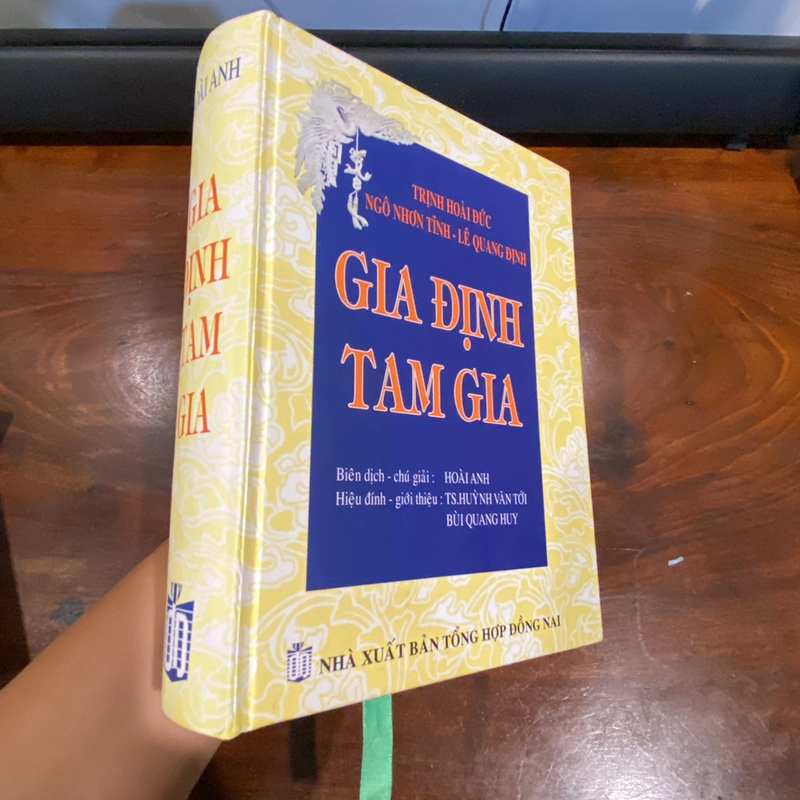 TRỊNH HOÀI ĐỨC
NGÔ NHƠN TĨNH - LÊ QUANG ĐỊNH
GIA ĐỊNH
TAM GIA
Biên dịch - chú giải : HOÀI ANH
Hiệu đính - giới thiệu : TS.HUỲNH VĂN TỚI
BÙI QUANG HUY
NHÀ XUẤT BẢN TỔNG HỢP ĐỒNG NAI
ANH
GIA
ĐỊNH
TAM
GIA